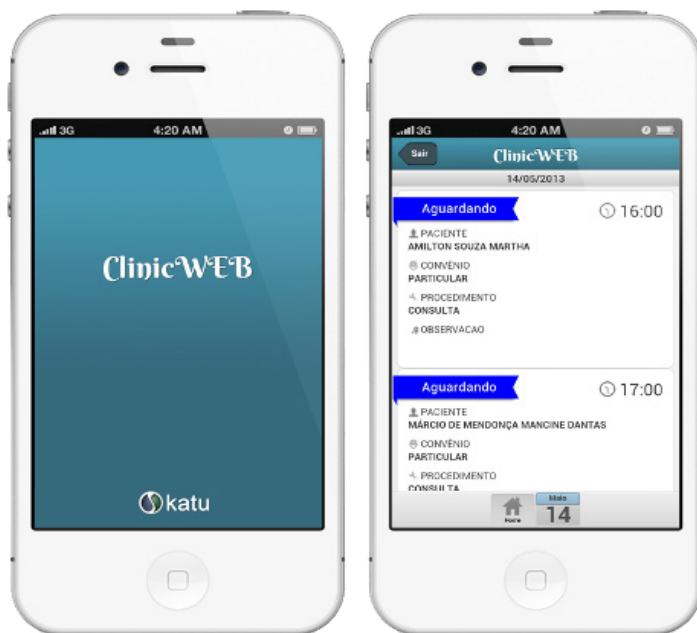 3G 4:20 AM
ClinicWEB
katu
3G 4:20 AM
Sair ClinicWEB
14/05/2013
Aguardando 16:00
PACIENTE
AMILTON SOUZA MARTHA
CONVÊNIO
PARTICULAR
PROCEDIMENTO
CONSULTA
OBSERVACAO
Aguardando 17:00
PACIENTE
MÁRCIO DE MENDONÇA MANCINE DANTAS
CONVÊNIO
PARTICULAR
PROCEDIMENTO
CONSULTA
Maio
Home 14